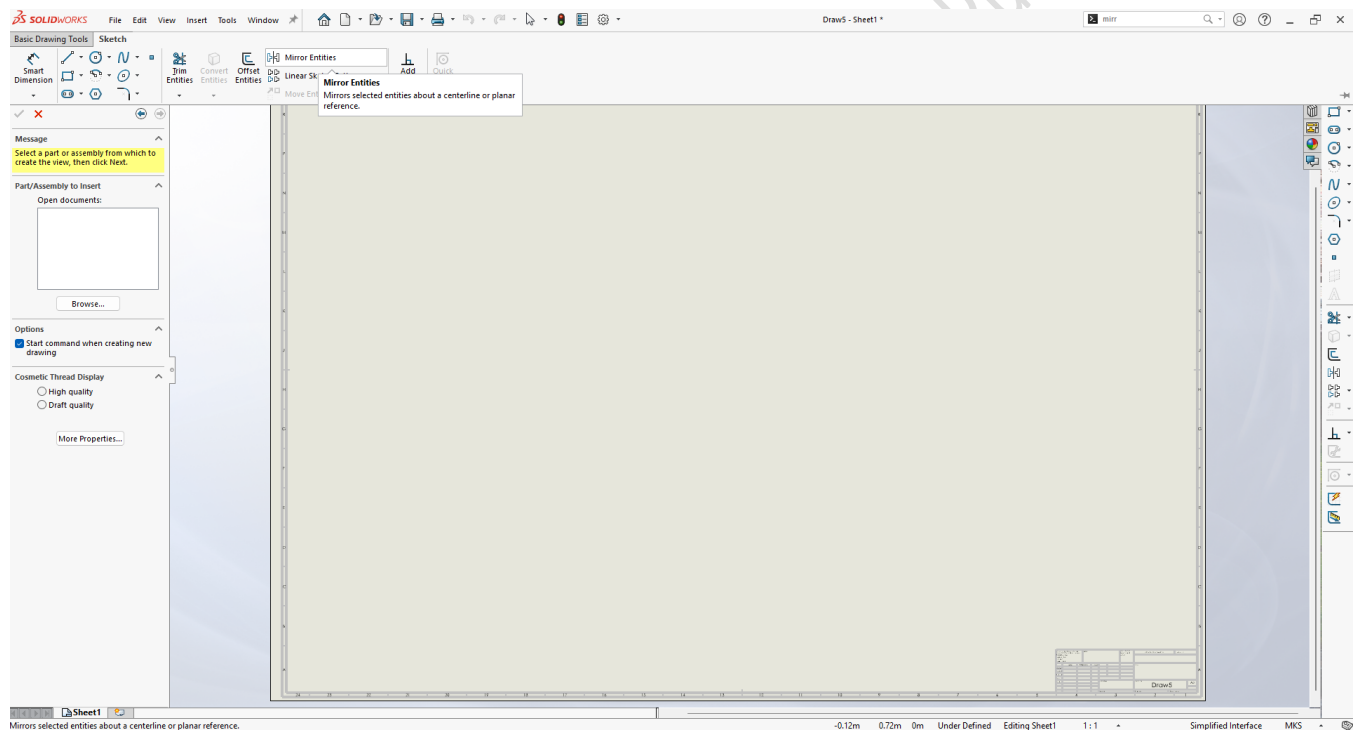 SOLIDWORKS File Edit View Insert Tools Window Draw5 - Sheet1 * mirr
Basic Drawing Tools Sketch
Smart Dimension
Trim Entities
Convert Entities
Offset Entities
Mirror Entities
Linear Sk
Move Ent
Add
Quick
Mirror Entities
Mirrors selected entities about a centerline or planar
reference.
Message
Select a part or assembly from which to
create the view, then click Next.
Part/Assembly to Insert
Open documents:
Browse...
Options
Start command when creating new
drawing
Cosmetic Thread Display
High quality
Draft quality
More Properties...
Draw5
Sheet1
Mirrors selected entities about a centerline or planar reference. -0.12m 0.72m 0m Under Defined Editing Sheet1 1:1 Simplified Interface MKS